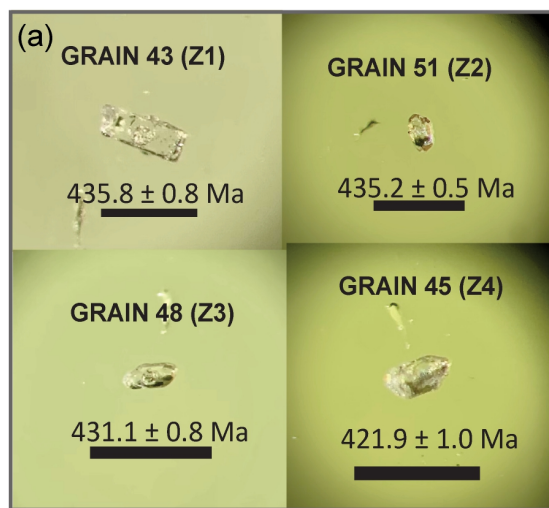 (a)
GRAIN 43 (Z1)
435.8 ± 0.8 Ma
GRAIN 51 (Z2)
435.2 ± 0.5 Ma
GRAIN 48 (Z3)
431.1 ± 0.8 Ma
GRAIN 45 (Z4)
421.9 ± 1.0 Ma